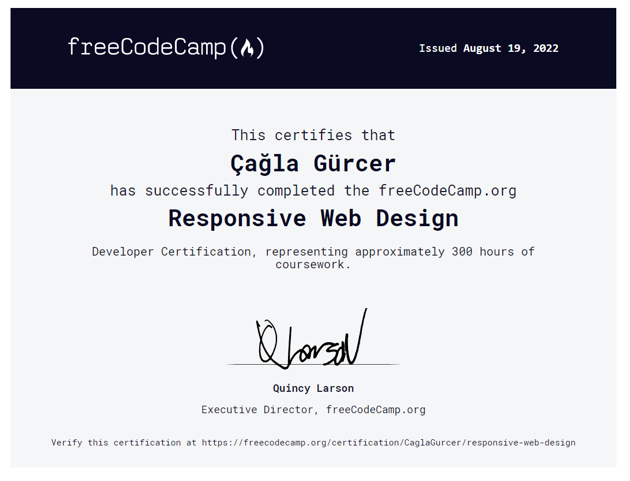 freeCodeCamp
Issued August 19, 2022
This certifies that
Çağla Gürcer
has successfully completed the freeCodeCamp.org
Responsive Web Design
Developer Certification, representing approximately 300 hours of
coursework.
Q Larson
Quincy Larson
Executive Director, freeCodeCamp.org
Verify this certification at https://freecodecamp.org/certification/CaglaGurcer/responsive-web-design